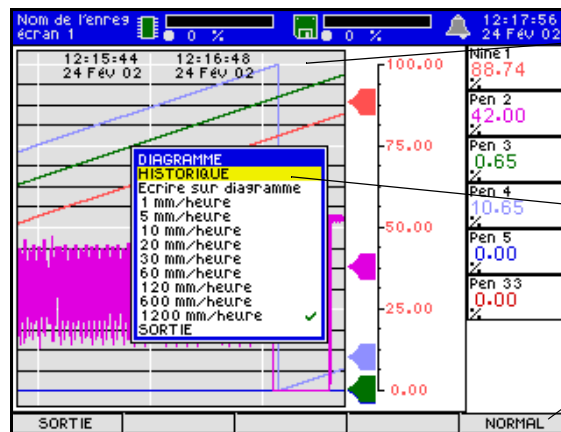 Nom de l'enreg
écran 1
0 %
0 %
12:17:56
24 Fév 02
12:15:44
24 Fév 02
12:16:48
24 Fév 02
100.00
75.00
50.00
25.00
0.00
DIAGRAMME
HISTORIQUE
Ecrire sur diagramme
1 mm/heure
5 mm/heure
10 mm/heure
20 mm/heure
30 mm/heure
60 mm/heure
120 mm/heure
600 mm/heure
1200 mm/heure ✓
SORTIE
Nine 1
88.74
%
Pen 2
42.00
%
Pen 3
0.65
%
Pen 4
10.65
%
Pen 5
0.00
%
Pen 33
0.00
%
SORTIE
NORMAL